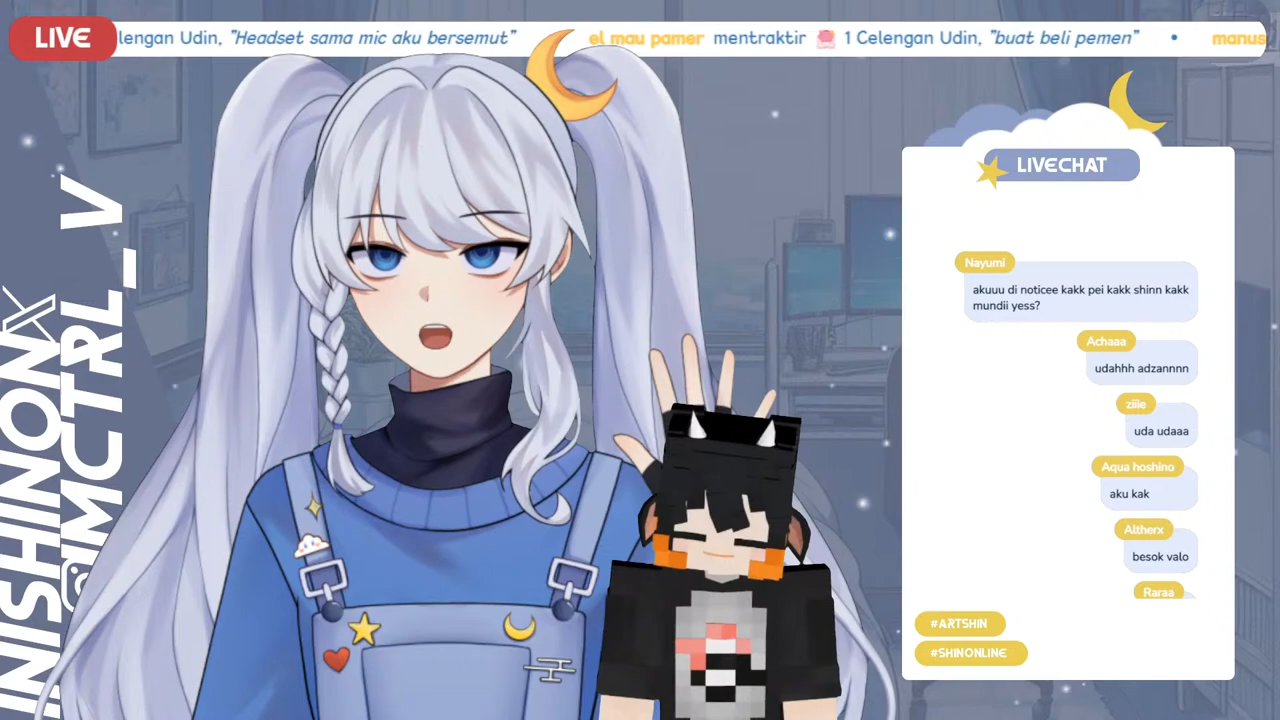 LIVE
lengan Udin, "Headset sama mic aku bersemut" el mau pamer mentraktir 1 Celengan Udin, "buat beli pemen" • manus
LIVECHAT
Nayumi
akuuu di noticee kakk pei kakk shinn kakk
mundii yess?
Achaaa
udahhh adzannnn
ziiie
uda udaaa
Aqua hoshino
aku kak
Altherx
besok valo
Raraa
#ARTSHIN
#SHINONLINE
INISHINON
IMCTRL_V